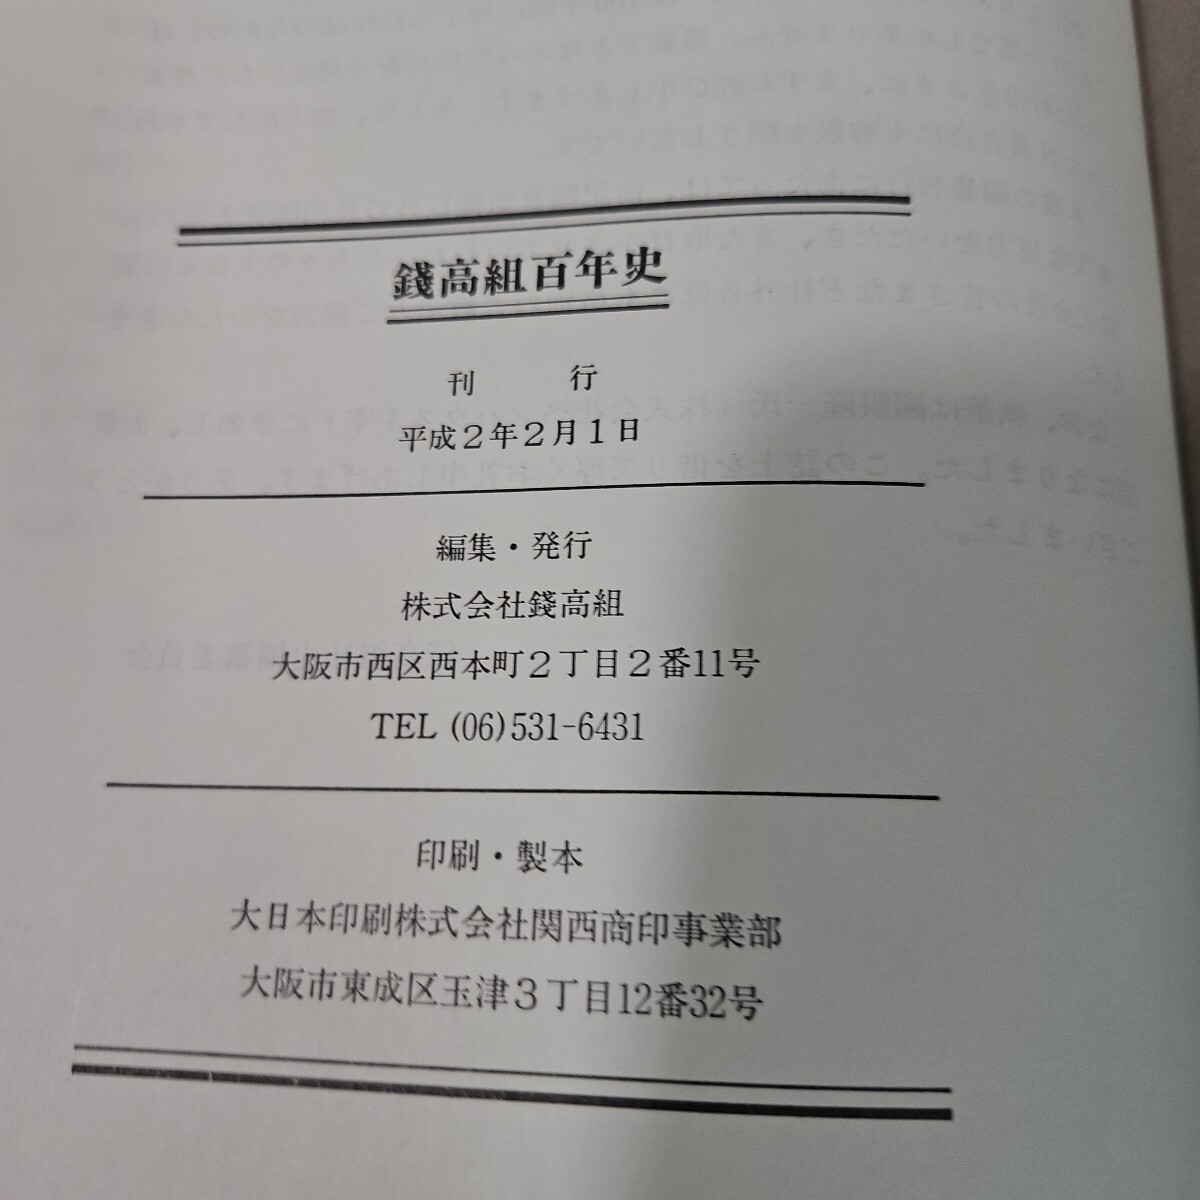 錢高組百年史
刊　行
平成２年２月１日
編集・発行
株式会社錢高組
大阪市西区西本町２丁目２番11号
TEL (06)531-6431
印刷・製本
大日本印刷株式会社関西商印事業部
大阪市東成区玉津３丁目12番32号